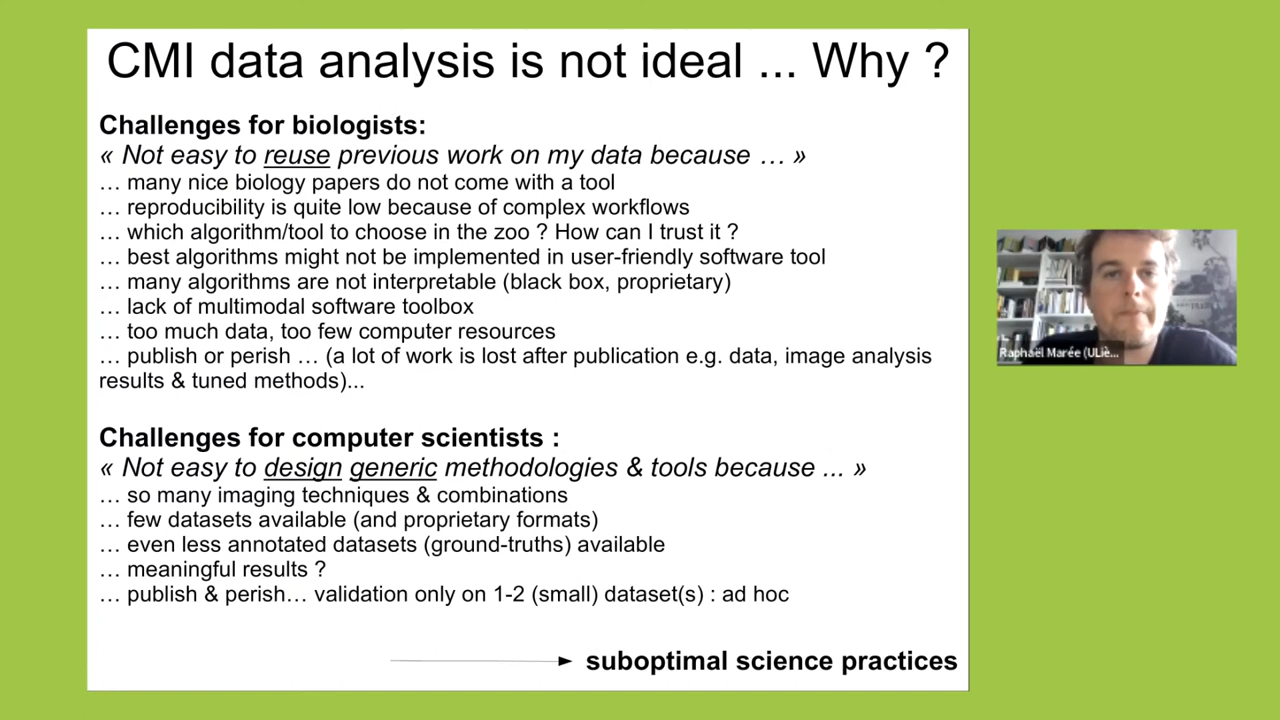 CMI data analysis is not ideal ... Why ?
Challenges for biologists:
« Not easy to reuse previous work on my data because … »
… many nice biology papers do not come with a tool
… reproducibility is quite low because of complex workflows
… which algorithm/tool to choose in the zoo ? How can I trust it ?
… best algorithms might not be implemented in user-friendly software tool
… many algorithms are not interpretable (black box, proprietary)
… lack of multimodal software toolbox
… too much data, too few computer resources
… publish or perish … (a lot of work is lost after publication e.g. data, image analysis
results & tuned methods)...
Challenges for computer scientists :
« Not easy to design generic methodologies & tools because ... »
… so many imaging techniques & combinations
… few datasets available (and proprietary formats)
… even less annotated datasets (ground-truths) available
… meaningful results ?
… publish & perish… validation only on 1-2 (small) dataset(s) : ad hoc
suboptimal science practices
Raphaël Marée (ULiè...